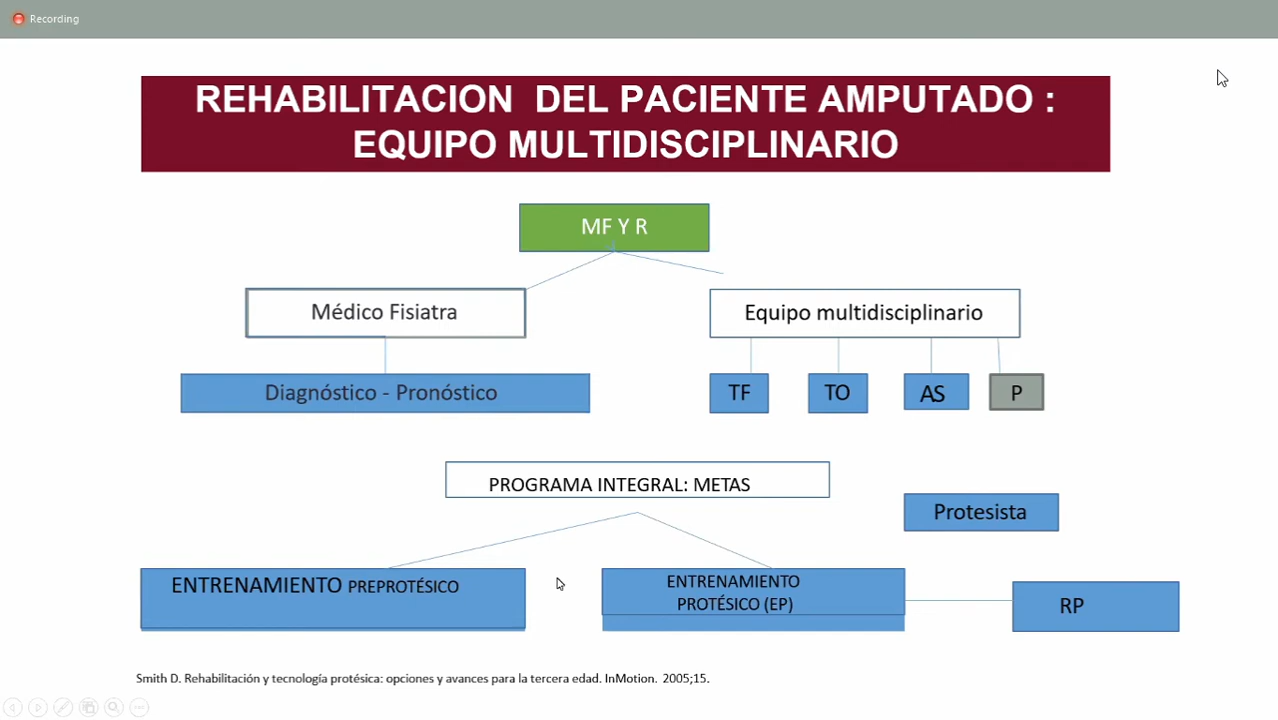 Recording
REHABILITACION DEL PACIENTE AMPUTADO :
EQUIPO MULTIDISCIPLINARIO
MF Y R
Médico Fisiatra
Equipo multidisciplinario
Diagnóstico - Pronóstico
TF
TO
AS
P
PROGRAMA INTEGRAL: METAS
Protesista
ENTRENAMIENTO PREPROTÉSICO
ENTRENAMIENTO
PROTÉSICO (EP)
RP
Smith D. Rehabilitación y tecnología protésica: opciones y avances para la tercera edad. InMotion. 2005;15.